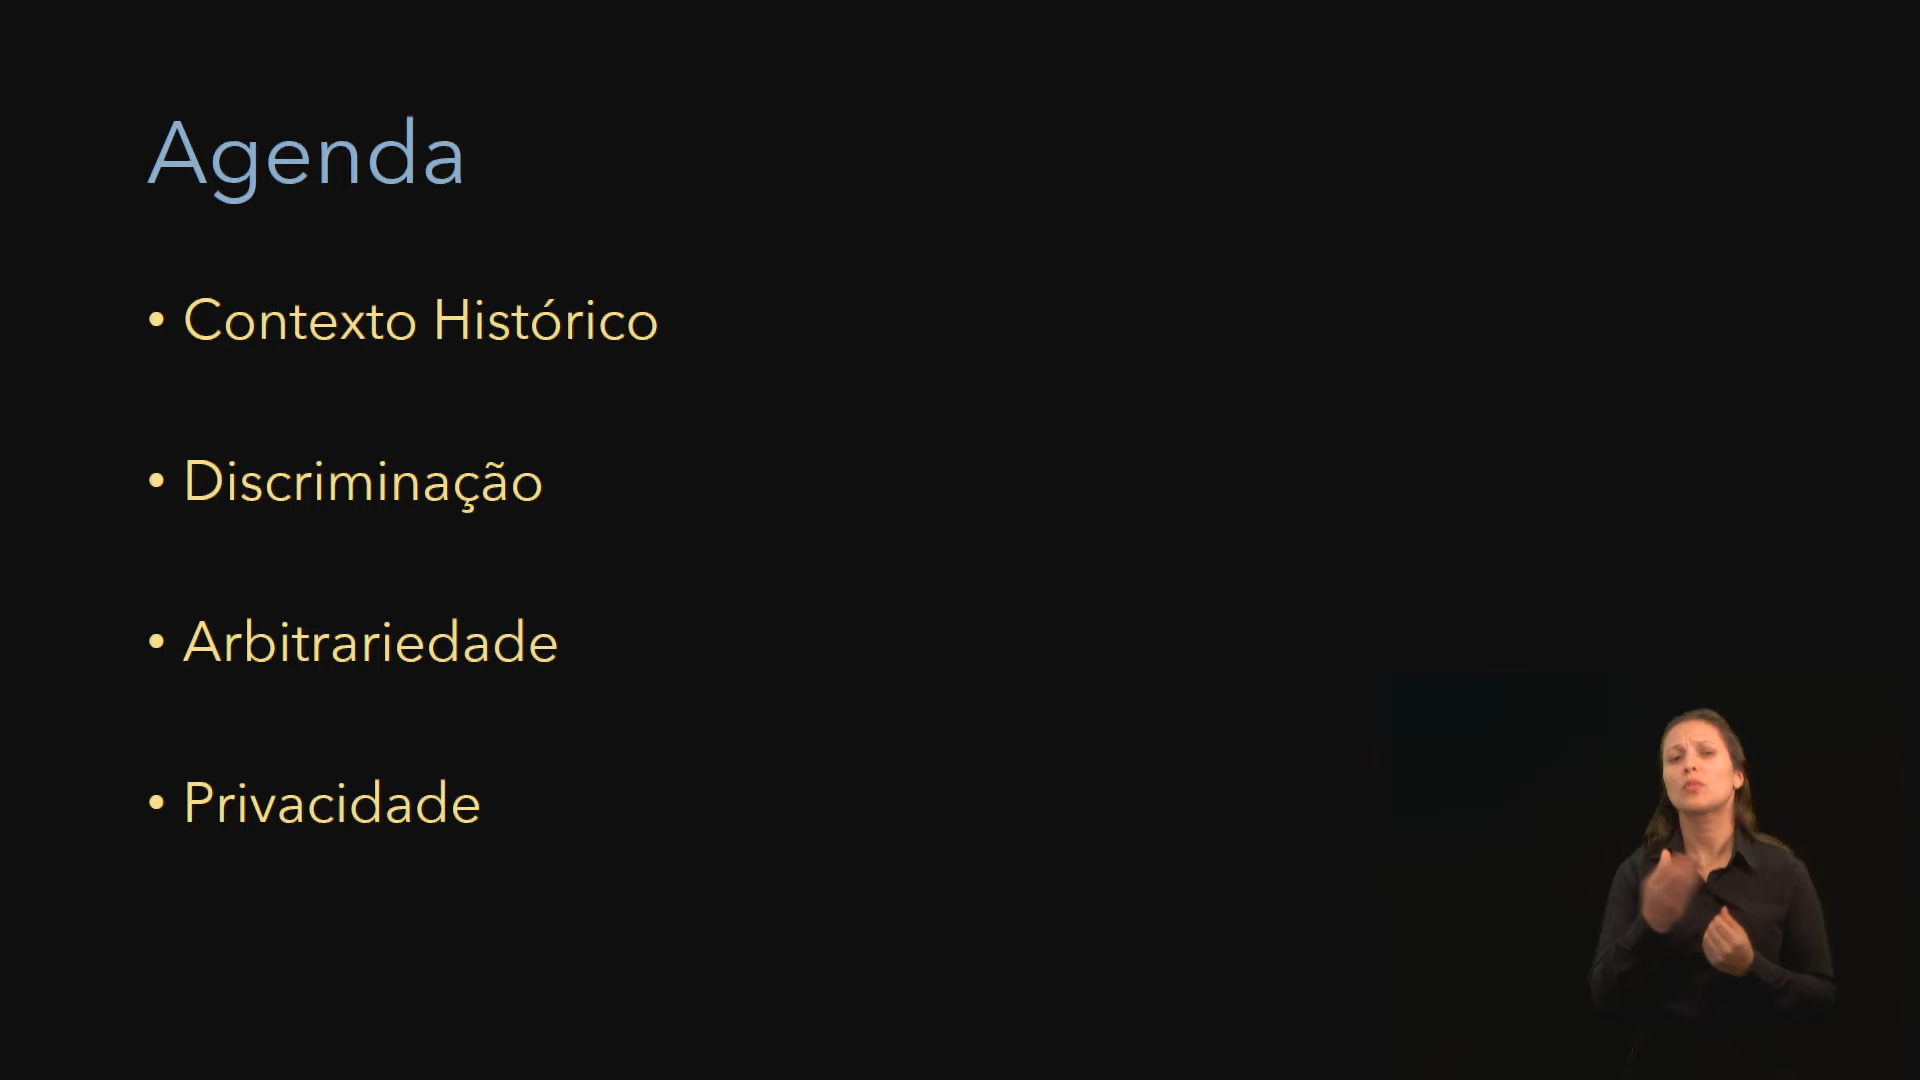 Agenda
• Contexto Histórico
• Discriminação
• Arbitrariedade
• Privacidade